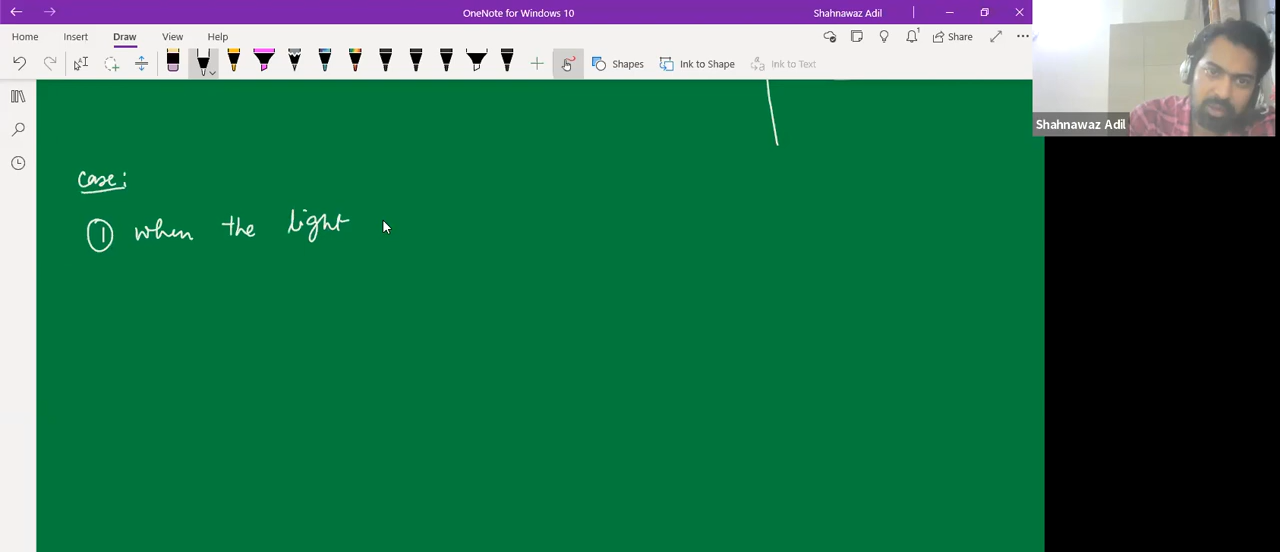 OneNote for Windows 10
Shahnawaz Adil
Home Insert Draw View Help
Share
Shapes
Ink to Shape
Ink to Text
Shahnawaz Adil
Case:
① when the light